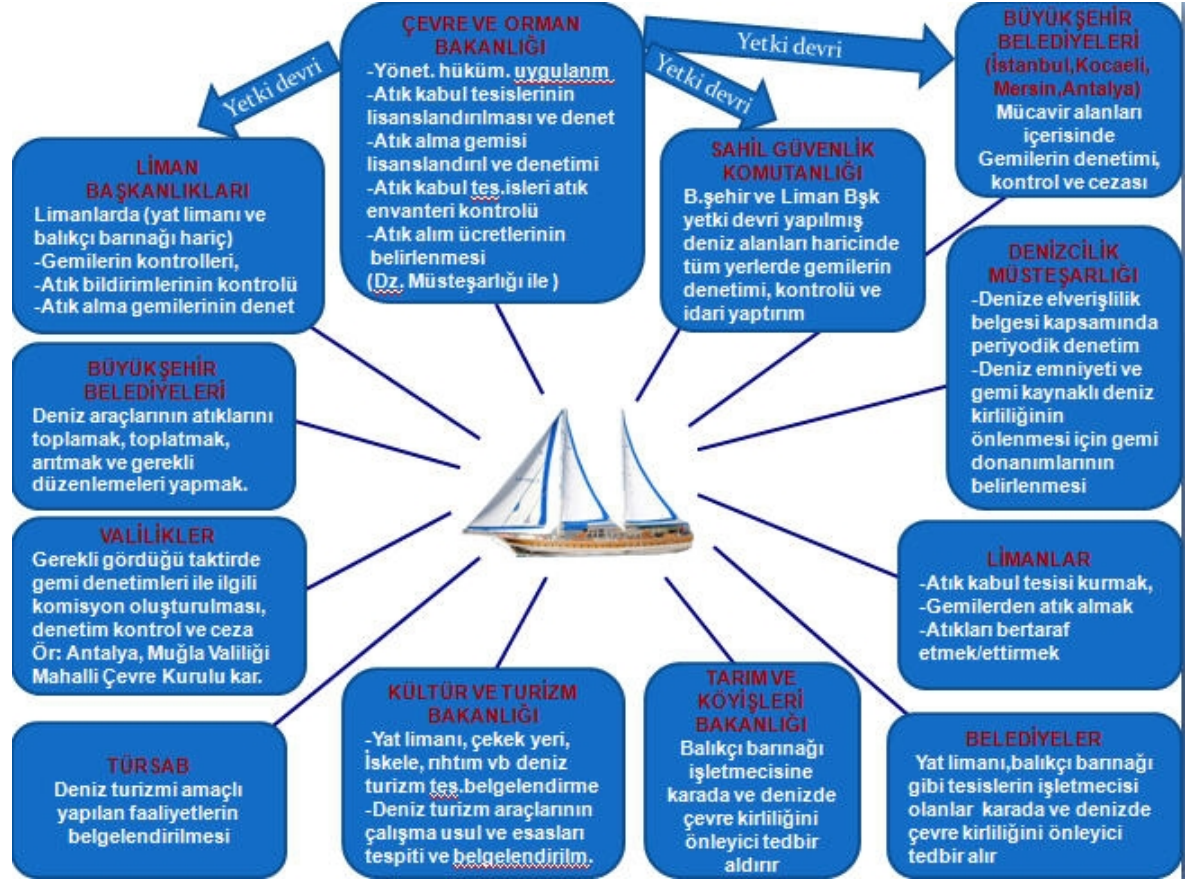 ÇEVRE VE ORMAN
BAKANLIĞI
-Yönet. hüküm. uygulanm
-Atık kabul tesislerinin
lisanslandırılması ve denet
-Atık alma gemisi
lisanslandırıl ve denetimi
-Atık kabul teş.isleri atık
envanteri kontrolü
-Atık alım ücretlerinin
belirlenmesi
(Dz. Müsteşarlığı ile )
Yetki devri
Yetki devri
Yetki devri
BÜYÜKŞEHİR
BELEDİYELERİ
(İstanbul,Kocaeli,
Mersin,Antalya)
Mücavir alanları
içerisinde
Gemilerin denetimi,
kontrol ve cezası
LİMAN
BAŞKANLIKLARI
Limanlarda (yat limanı ve
balıkçı barınağı hariç)
-Gemilerin kontrolleri,
-Atık bildirimlerinin kontrolü
-Atık alma gemilerinin denet
SAHİL GÜVENLİK
KOMUTANLIĞI
B.şehir ve Liman Bşk
yetki devri yapılmış
deniz alanları haricinde
tüm yerlerde gemilerin
denetimi, kontrolü ve
idari yaptırım
DENİZCİLİK
MÜSTEŞARLIĞI
-Denize elverişlilik
belgesi kapsamında
periyodik denetim
-Deniz emniyeti ve
gemi kaynaklı deniz
kirliliğinin
önlenmesi için gemi
donanımlarının
belirlenmesi
BÜYÜKŞEHİR
BELEDİYELERİ
Deniz araçlarının atıklarını
toplamak, toplatmak,
arıtmak ve gerekli
düzenlemeleri yapmak.
VALİLİKLER
Gerekli gördüğü taktirde
gemi denetimleri ile ilgili
komisyon oluşturulması,
denetim kontrol ve ceza
Ör: Antalya, Muğla Valiliği
Mahalli Çevre Kurulu kar.
LİMANLAR
-Atık kabul tesisi kurmak,
-Gemilerden atık almak
-Atıkları bertaraf
etmek/ettirmek
TÜRSAB
Deniz turizmi amaçlı
yapılan faaliyetlerin
belgelendirilmesi
KÜLTÜR VE TURİZM
BAKANLIĞI
-Yat limanı, çekek yeri,
İskele, rıhtım vb deniz
turizm teş.belgelendirme
-Deniz turizm araçlarının
çalışma usul ve esasları
tespiti ve belgelendirilm.
TARIM VE
KÖYİŞLERİ
BAKANLIĞI
Balıkçı barınağı
işletmecisine
karada ve denizde
çevre kirliliğini
önleyici tedbir
aldırır
BELEDİYELER
Yat limanı,balıkçı barınağı
gibi tesislerin işletmecisi
olanlar karada ve denizde
çevre kirliliğini önleyici
tedbir alır